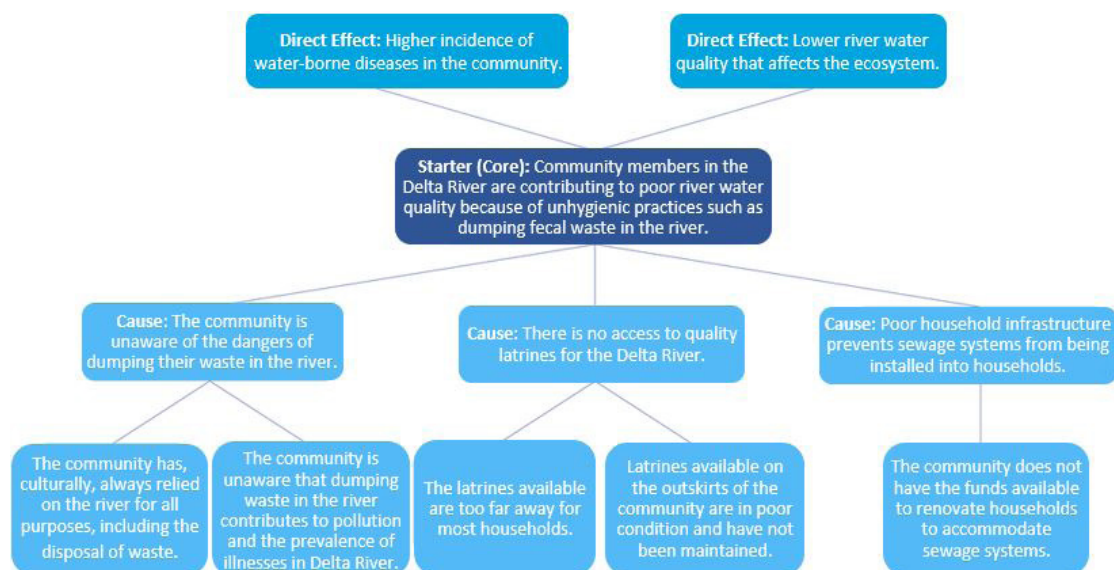 Direct Effect: Higher incidence of
water-borne diseases in the community.
Direct Effect: Lower river water
quality that affects the ecosystem.
Starter (Core): Community members in the
Delta River are contributing to poor river water
quality because of unhygienic practices such as
dumping fecal waste in the river.
Cause: The community is
unaware of the dangers of
dumping their waste in the river.
Cause: There is no access to quality
latrines for the Delta River.
Cause: Poor household infrastructure
prevents sewage systems from being
installed into households.
The community has,
culturally, always relied
on the river for all
purposes, including the
disposal of waste.
The community is
unaware that dumping
waste in the river
contributes to pollution
and the prevalence of
illnesses in Delta River.
The latrines available
are too far away for
most households.
Latrines available on
the outskirts of the
community are in poor
condition and have not
been maintained.
The community does not
have the funds available
to renovate households
to accommodate
sewage systems.